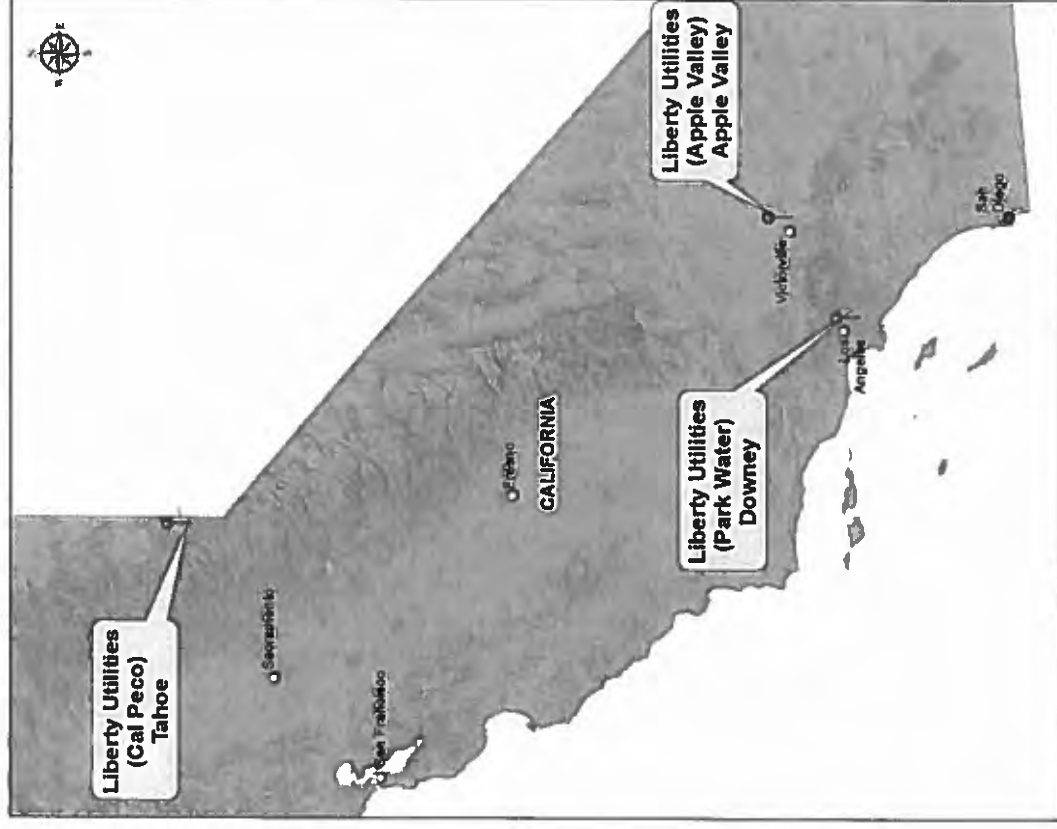 N
E
S
W
Liberty Utilities
(Cal Peco)
Tahoe
Sacramento
San Francisco
Fresno
CALIFORNIA
Liberty Utilities
(Apple Valley)
Apple Valley
Victorville
Liberty Utilities
(Park Water)
Downey
Los
Angeles
San
Diego